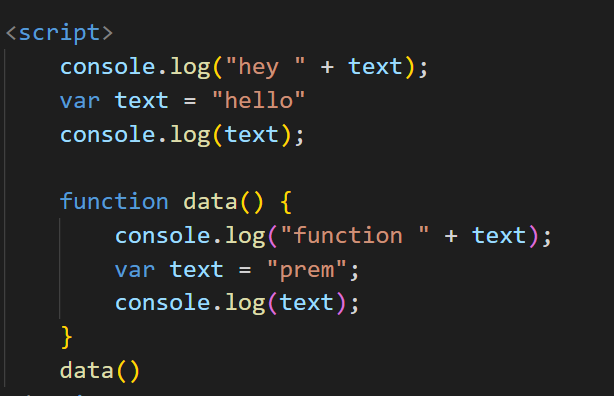 <script>
console.log("hey " + text);
var text = "hello"
console.log(text);
function data() {
console.log("function " + text);
var text = "prem";
console.log(text);
}
data()